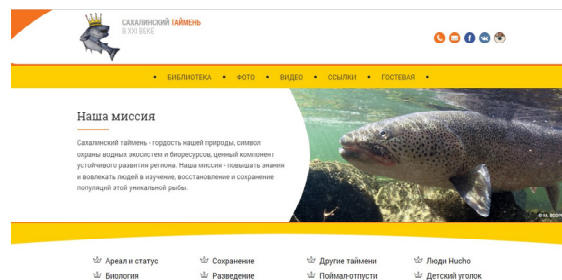 САХАЛИНСКИЙ ТАЙМЕНЬ
В XXI ВЕКЕ
• БИБЛИОТЕКА • ФОТО • ВИДЕО • ССЫЛКИ • ГОСТЕВАЯ •
Наша миссия
Сахалинский таймень - гордость нашей природы, символ
охраны водных экосистем и биоресурсов, ценный компонент
устойчивого развития региона. Наша миссия - повышать знания
и вовлекать людей в изучение, восстановление и сохранение
популяций этой уникальной рыбы.
Ареал и статус Сохранение Другие таймени Люди Hucho
Биология Разведение Поймал-отпусти Детский уголок